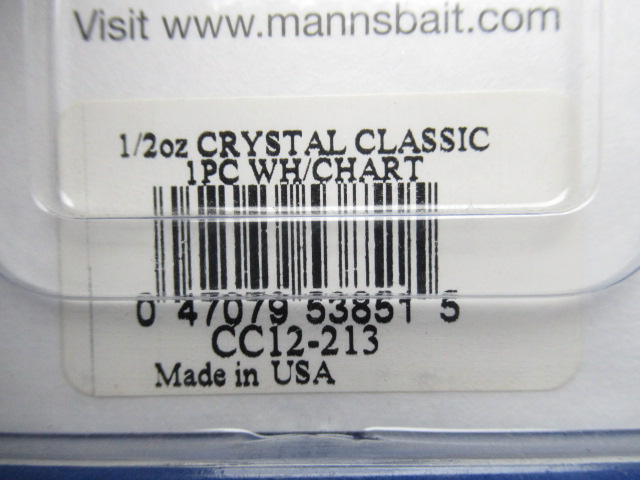 Visit www.mannsbait.com
1/2oz CRYSTAL CLASSIC
1PC WH/CHART
0 47079 53851 5
CC12-213
Made in USA